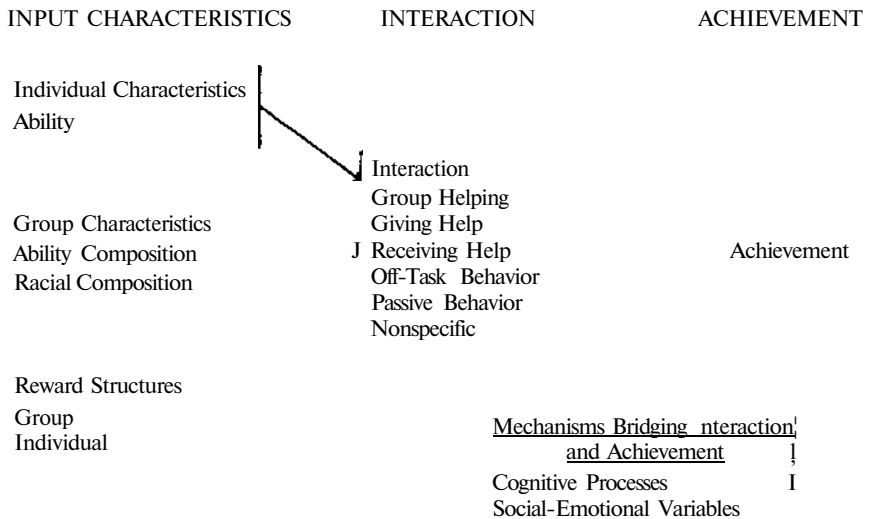 INPUT CHARACTERISTICS INTERACTION ACHIEVEMENT
Individual Characteristics
Ability
Interaction
Group Helping
Group Characteristics Giving Help
Ability Composition J Receiving Help Achievement
Racial Composition Off-Task Behavior
Passive Behavior
Nonspecific
Reward Structures
Group
Individual
Mechanisms Bridging nteraction
and Achievement
Cognitive Processes I
Social-Emotional Variables